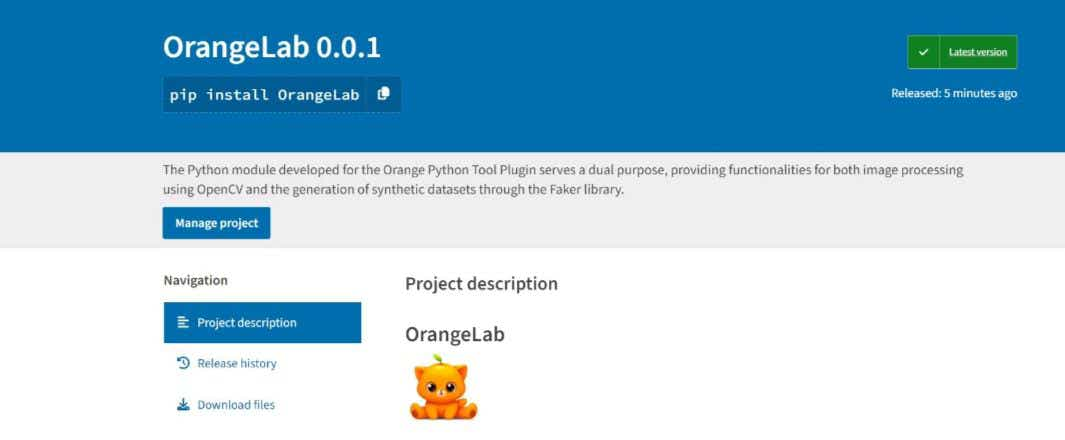 OrangeLab 0.0.1
pip install OrangeLab
Latest version
Released: 5 minutes ago
The Python module developed for the Orange Python Tool Plugin serves a dual purpose, providing functionalities for both image processing
using OpenCV and the generation of synthetic datasets through the Faker library.
Manage project
Navigation
Project description
Release history
Download files
Project description
OrangeLab